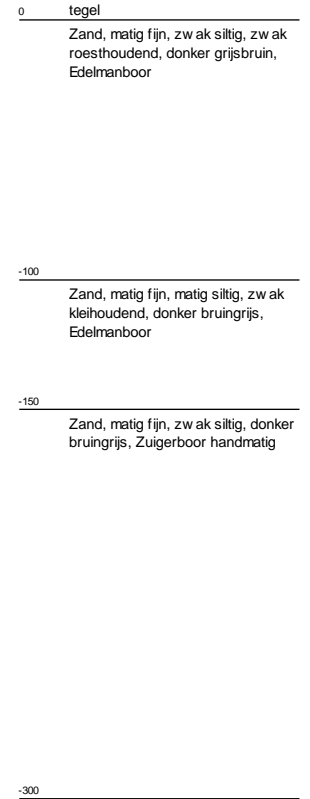 0 tegel
Zand, matig fijn, zwak siltig, zwak
roesthoudend, donker grijsbruin,
Edelmanboor
-100
Zand, matig fijn, matig siltig, zwak
kleihoudend, donker bruingrijs,
Edelmanboor
-150
Zand, matig fijn, zwak siltig, donker
bruingrijs, Zuigerboor handmatig
-300